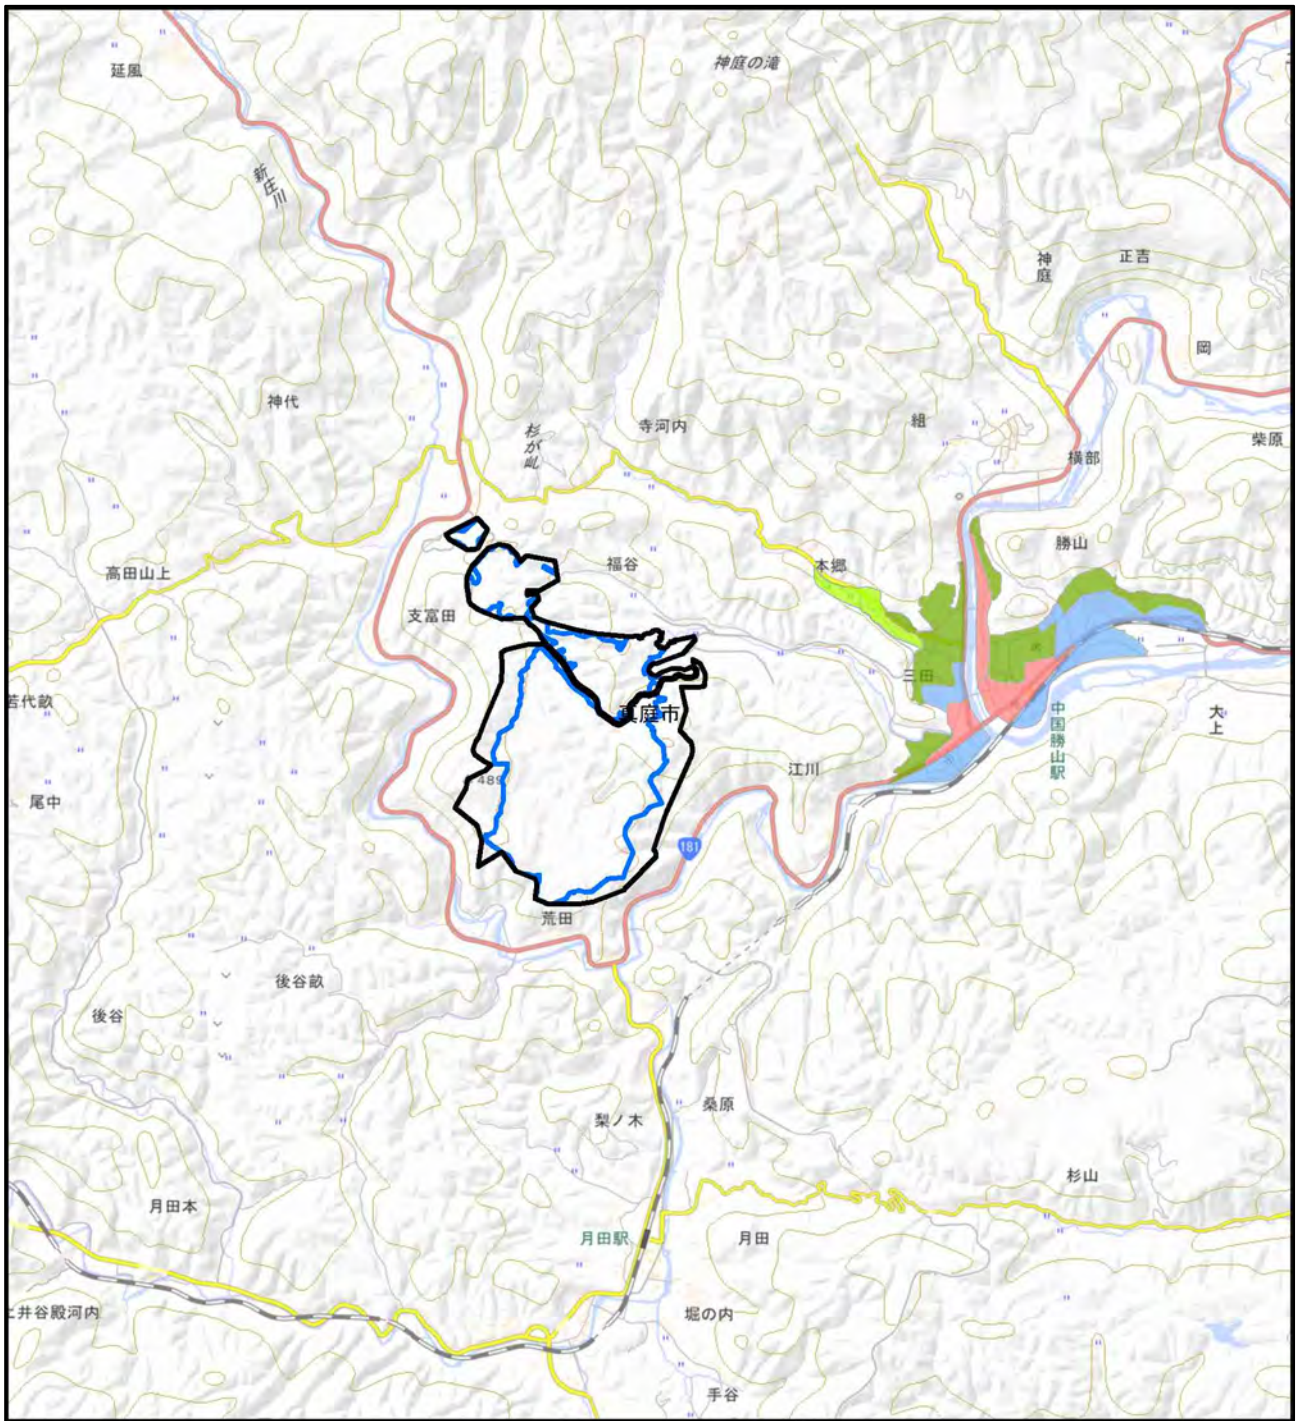 延風
神庭の滝
新庄川
神庭
正吉
岡
神代
杉が乢
寺河内
組
柴原
横部
高田山上
福谷
本郷
勝山
支富田
三田
若代畝
真庭市
大上
中国勝山駅
489
江川
尾中
181
荒田
後谷畝
後谷
梨ノ木
桑原
杉山
月田本
月田駅
月田
土井谷殿河内
堀の内
手谷